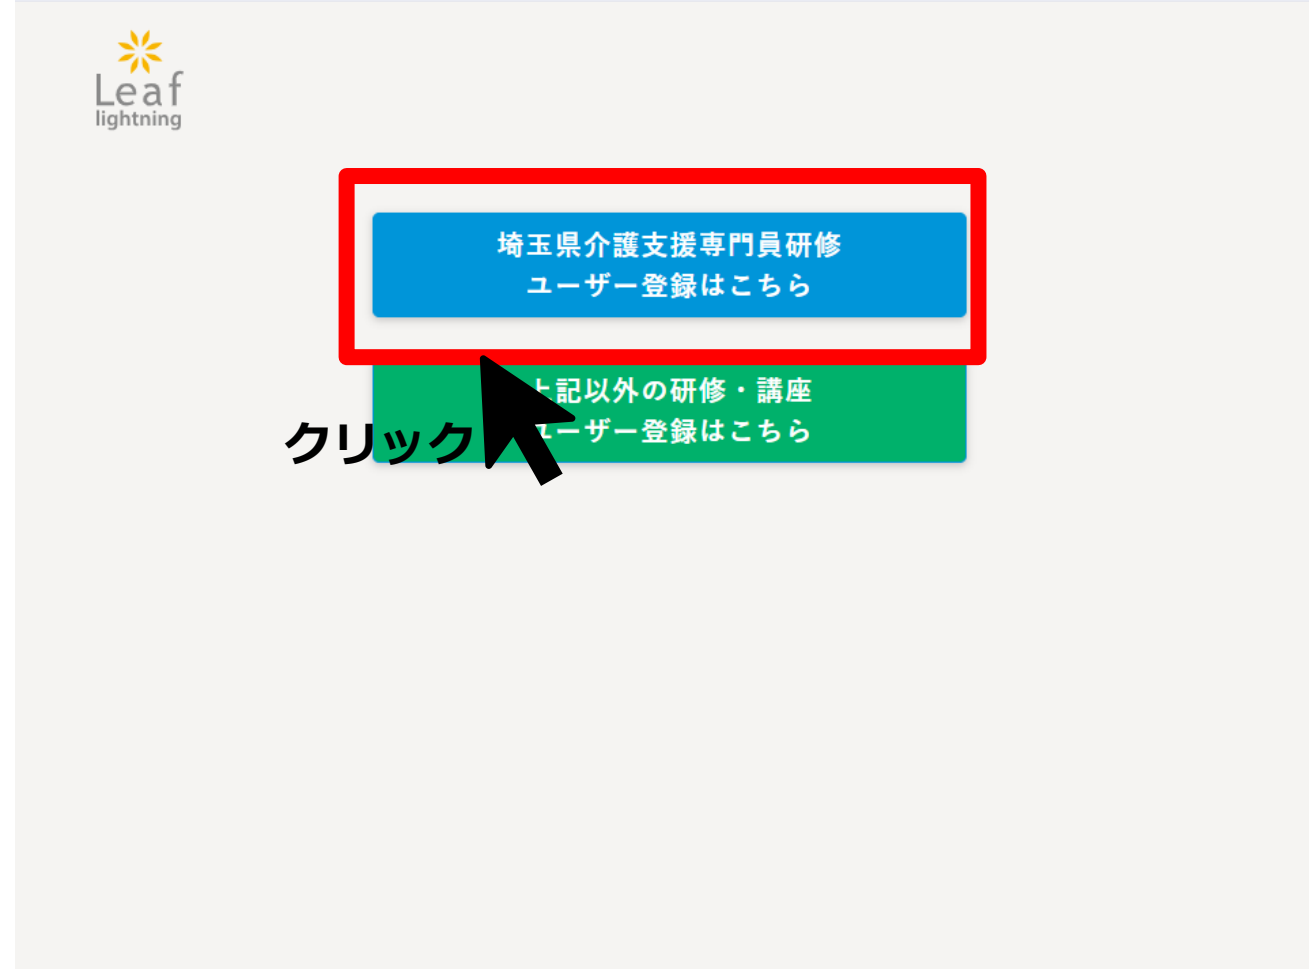 Leaf
lightning
埼玉県介護支援専門員研修
ユーザー登録はこちら
上記以外の研修・講座
ユーザー登録はこちら
クリック